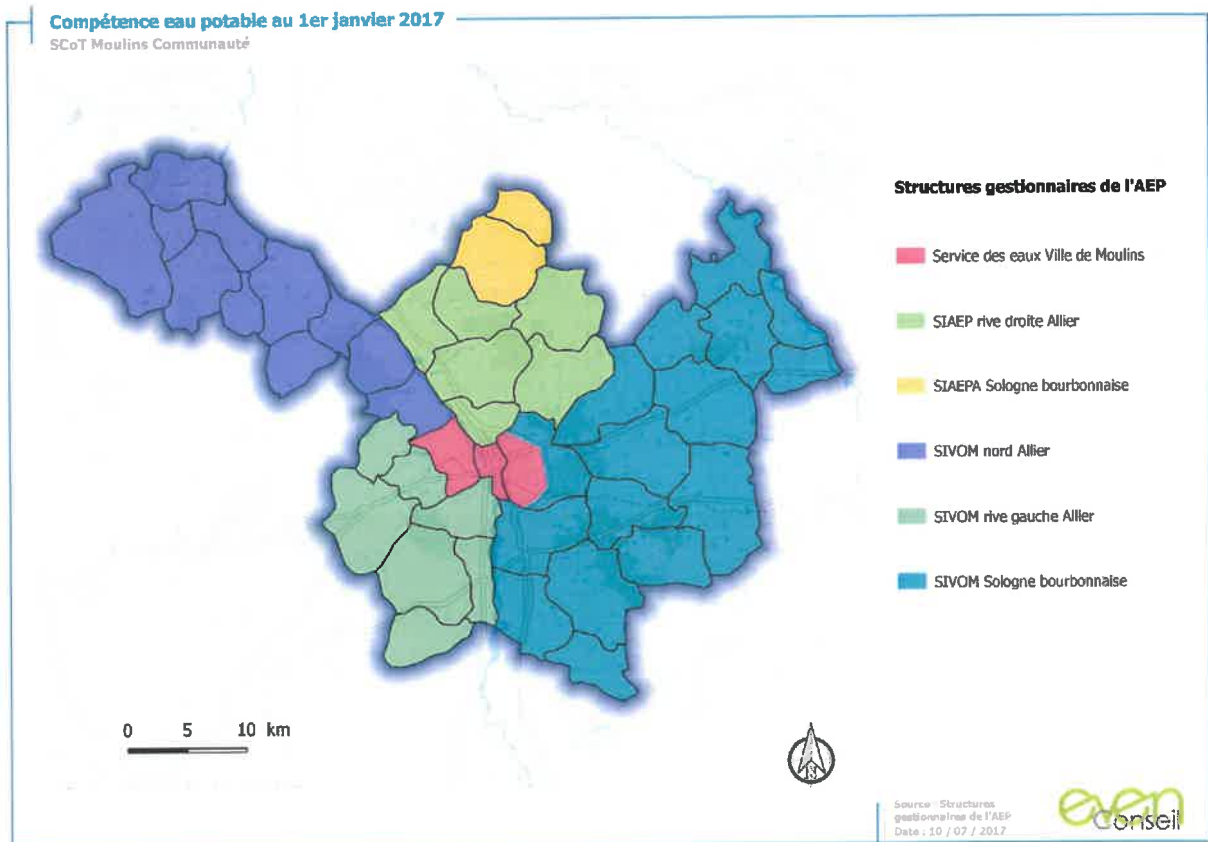 Compétence eau potable au 1er janvier 2017
SCoT Moulins Communauté
Structures gestionnaires de l'AEP
Service des eaux Ville de Moulins
SIAEP rive droite Allier
SIAEPA Sologne bourbonnaise
SIVOM nord Allier
SIVOM rive gauche Allier
SIVOM Sologne bourbonnaise
0 5 10 km
N
Source : Structures
gestionnaires de l'AEP
Date : 10 / 07 / 2017
even
Conseil